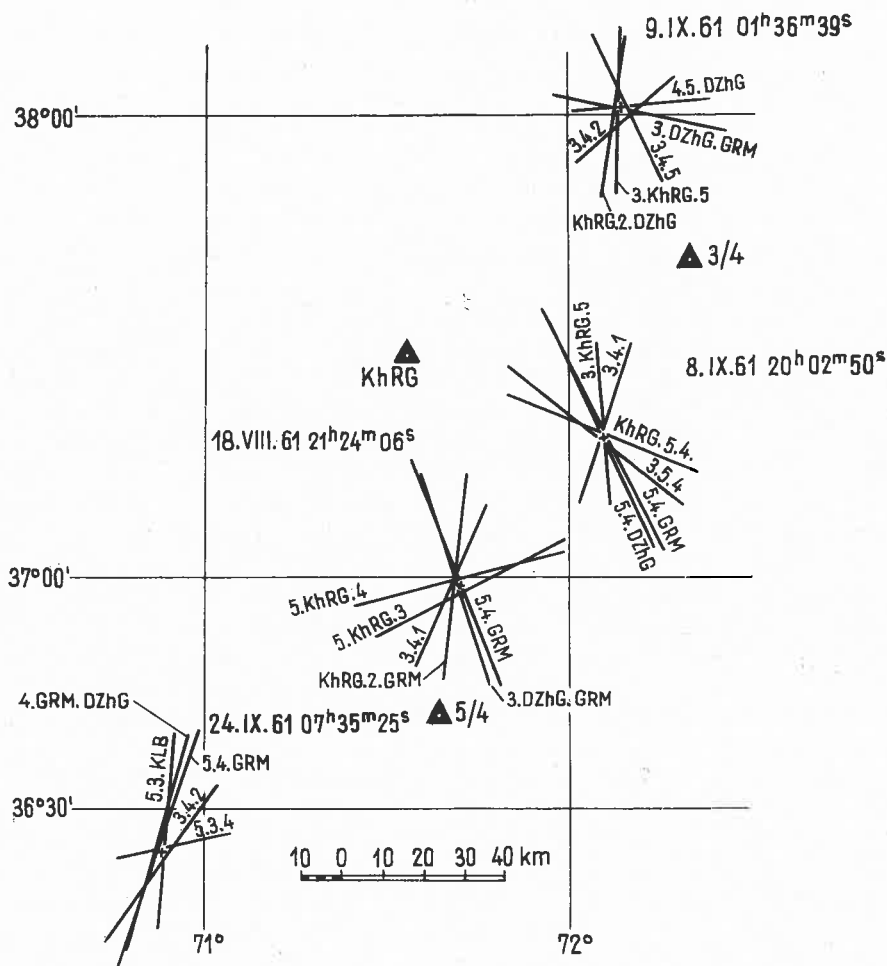 9.IX.61 01ʰ36ᵐ39ˢ
38°00'
4.5. DZhG
3.4.2
3. DZhG. GRM
3.4.5
3.KhRG.5
KhRG.2.DZhG
3/4
KhRG
3. KhRG.5
3.4.1
8.IX.61 20ʰ02ᵐ50ˢ
KhRG. 5.4.
3.5.4
5.4. GRM
5.4. DZhG
18.VIII.61 21ʰ24ᵐ06ˢ
37°00'
5.KhRG.4
5.KhRG.3
3.4.1
KhRG.2.GRM
5.4. GRM
3.DZhG.GRM
5/4
4.GRM.DZhG
24.IX.61 07ʰ35ᵐ25ˢ
5.3.KLB
5.4.GRM
36°30'
3.4.2
5.3.4
10 0 10 20 30 40 km
71°
72°